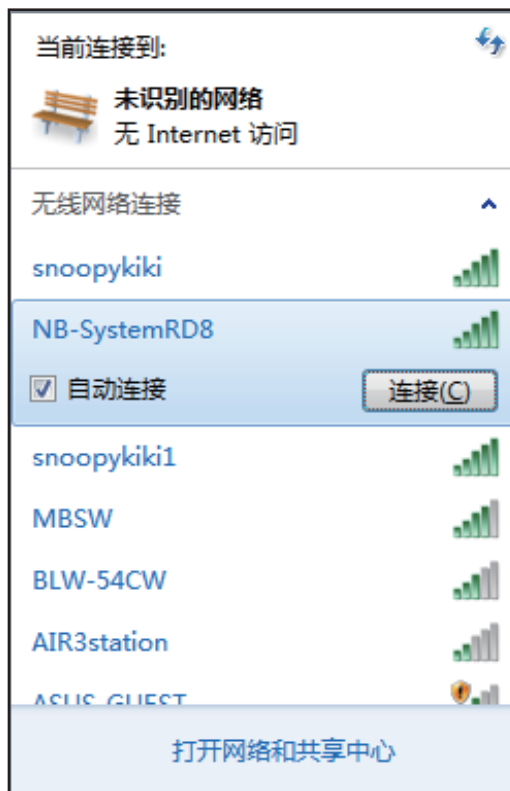 当前连接到:
未识别的网络
无 Internet 访问
无线网络连接
snoopykiki
NB-SystemRD8
自动连接
连接(C)
snoopykiki1
MBSW
BLW-54CW
AIR3station
ASUS GUEST
打开网络和共享中心